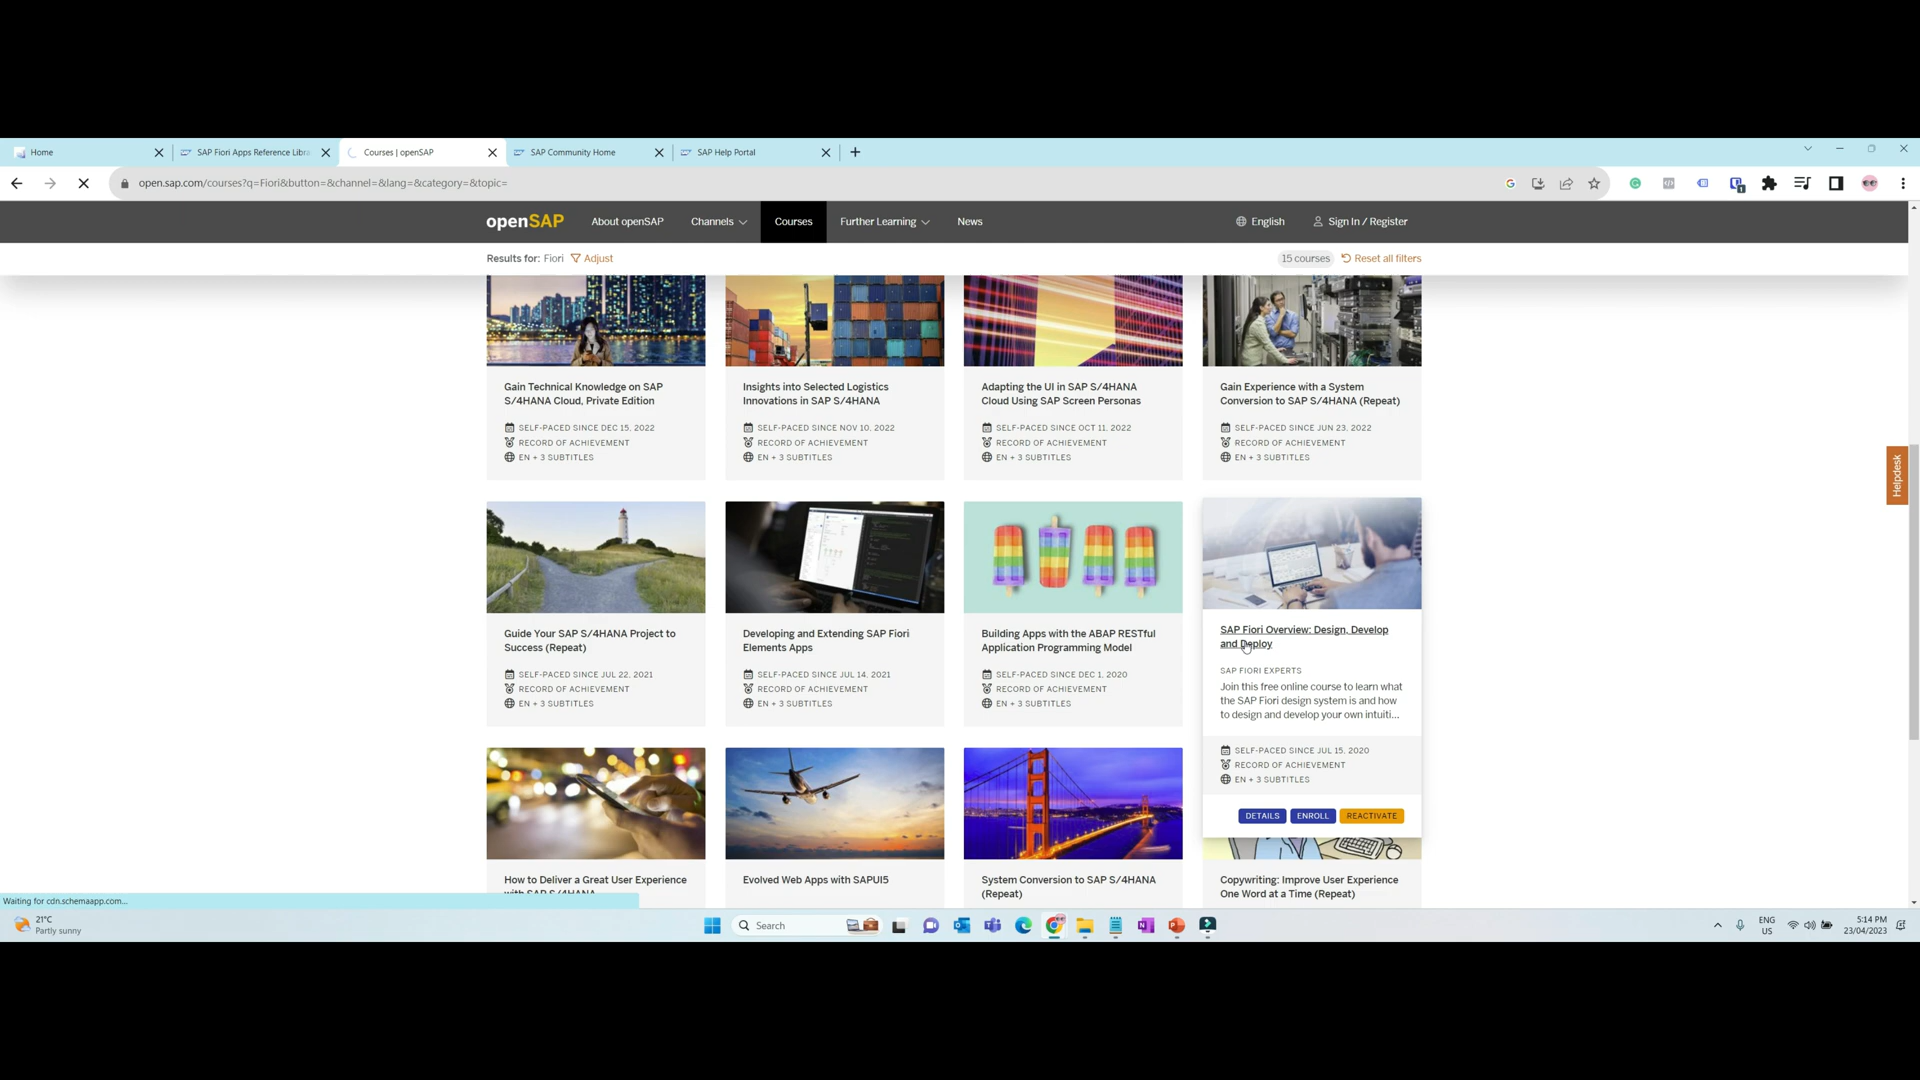 Home
SAP Fiori Apps Reference Libra
Courses | openSAP
SAP Community Home
SAP Help Portal
open.sap.com/courses?q=Fiori&button=&channel=&lang=&category=&topic=
openSAP
About openSAP
Channels
Courses
Further Learning
News
English
Sign In / Register
Results for: Fiori
Adjust
15 courses
Reset all filters
Gain Technical Knowledge on SAP
S/4HANA Cloud, Private Edition
SELF-PACED SINCE DEC 15, 2022
RECORD OF ACHIEVEMENT
EN + 3 SUBTITLES
Insights into Selected Logistics
Innovations in SAP S/4HANA
SELF-PACED SINCE NOV 10, 2022
RECORD OF ACHIEVEMENT
EN + 3 SUBTITLES
Adapting the UI in SAP S/4HANA
Cloud Using SAP Screen Personas
SELF-PACED SINCE OCT 11, 2022
RECORD OF ACHIEVEMENT
EN + 3 SUBTITLES
Gain Experience with a System
Conversion to SAP S/4HANA (Repeat)
SELF-PACED SINCE JUN 23, 2022
RECORD OF ACHIEVEMENT
EN + 3 SUBTITLES
Helpdesk
Guide Your SAP S/4HANA Project to
Success (Repeat)
SELF-PACED SINCE JUL 22, 2021
RECORD OF ACHIEVEMENT
EN + 3 SUBTITLES
Developing and Extending SAP Fiori
Elements Apps
SELF-PACED SINCE JUL 14, 2021
RECORD OF ACHIEVEMENT
EN + 3 SUBTITLES
Building Apps with the ABAP RESTful
Application Programming Model
SELF-PACED SINCE DEC 1, 2020
RECORD OF ACHIEVEMENT
EN + 3 SUBTITLES
SAP Fiori Overview: Design, Develop
and Deploy
SAP FIORI EXPERTS
Join this free online course to learn what
the SAP Fiori design system is and how
to design and develop your own intuiti...
SELF-PACED SINCE JUL 15, 2020
RECORD OF ACHIEVEMENT
EN + 3 SUBTITLES
DETAILS
ENROLL
REACTIVATE
How to Deliver a Great User Experience
with SAP S/4HANA
Evolved Web Apps with SAPUI5
System Conversion to SAP S/4HANA
(Repeat)
Copywriting: Improve User Experience
One Word at a Time (Repeat)
Waiting for cdn.schemaapp.com...
21°C
Partly sunny
Search
ENG
US
5:14 PM
23/04/2023